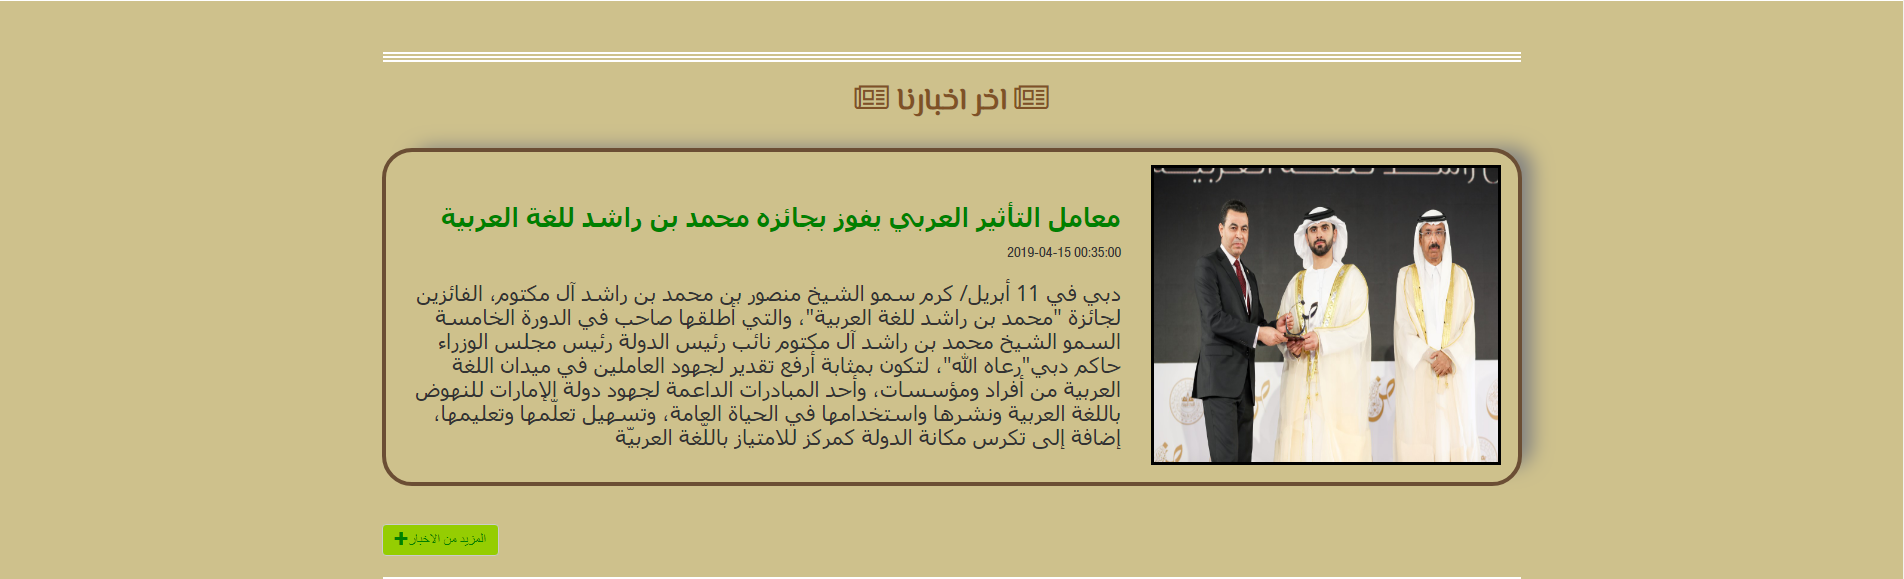 اخر اخبارنا
معامل التأثير العربي يفوز بجائزه محمد بن راشد للغة العربية
2019-04-15 00:35:00
دبي في 11 أبريل/ كرم سمو الشيخ منصور بن محمد بن راشد آل مكتوم، الفائزين
لجائزة "محمد بن راشد للغة العربية"، والتي أطلقها صاحب في الدورة الخامسة
السمو الشيخ محمد بن راشد آل مكتوم نائب رئيس الدولة رئيس مجلس الوزراء
حاكم دبي"رعاه الله"، لتكون بمثابة أرفع تقدير لجهود العاملين في ميدان اللغة
العربية من أفراد ومؤسسات، وأحد المبادرات الداعمة لجهود دولة الإمارات للنهوض
باللغة العربية ونشرها واستخدامها في الحياة العامة، وتسهيل تعلّمها وتعليمها،
إضافة إلى تكرس مكانة الدولة كمركز للامتياز باللّغة العربيّة
المزيد من الاخبار